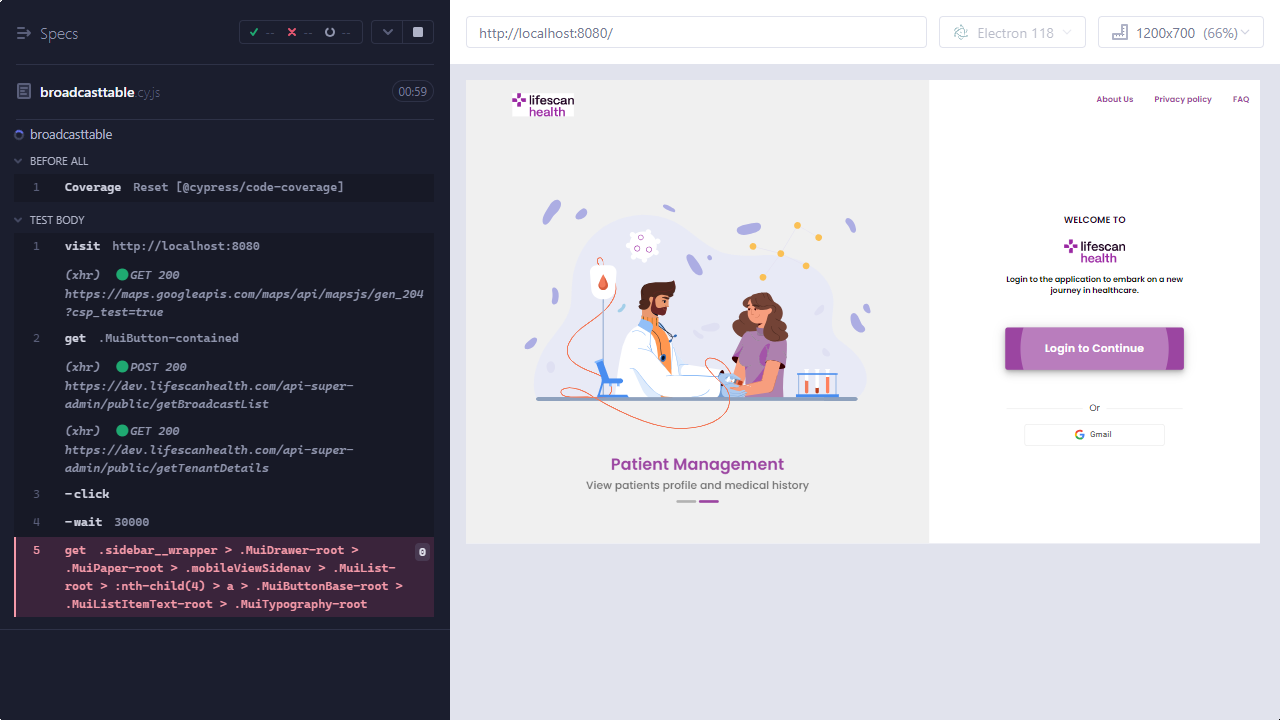 Specs
-- -- --
broadcasttable.cy.js
00:59
broadcasttable
BEFORE ALL
1 Coverage Reset [@cypress/code-coverage]
TEST BODY
1 visit http://localhost:8080
(xhr) GET 200
https://maps.googleapis.com/maps/api/mapsjs/gen_204
?csp_test=true
2 get .MuiButton-contained
(xhr) POST 200
https://dev.lifescanhealth.com/api-super-
admin/public/getBroadcastList
(xhr) GET 200
https://dev.lifescanhealth.com/api-super-
admin/public/getTenantDetails
3 -click
4 -wait 30000
5 get .sidebar__wrapper > .MuiDrawer-root >
0
.MuiPaper-root > .mobileViewSidenav > .MuiList-
root > :nth-child(4) > a > .MuiButtonBase-root >
.MuiListItemText-root > .MuiTypography-root
http://localhost:8080/
Electron 118
1200x700 (66%)
lifescan
health
About Us Privacy policy FAQ
Patient Management
View patients profile and medical history
WELCOME TO
lifescan
health
Login to the application to embark on a new
journey in healthcare.
Login to Continue
Or
Gmail